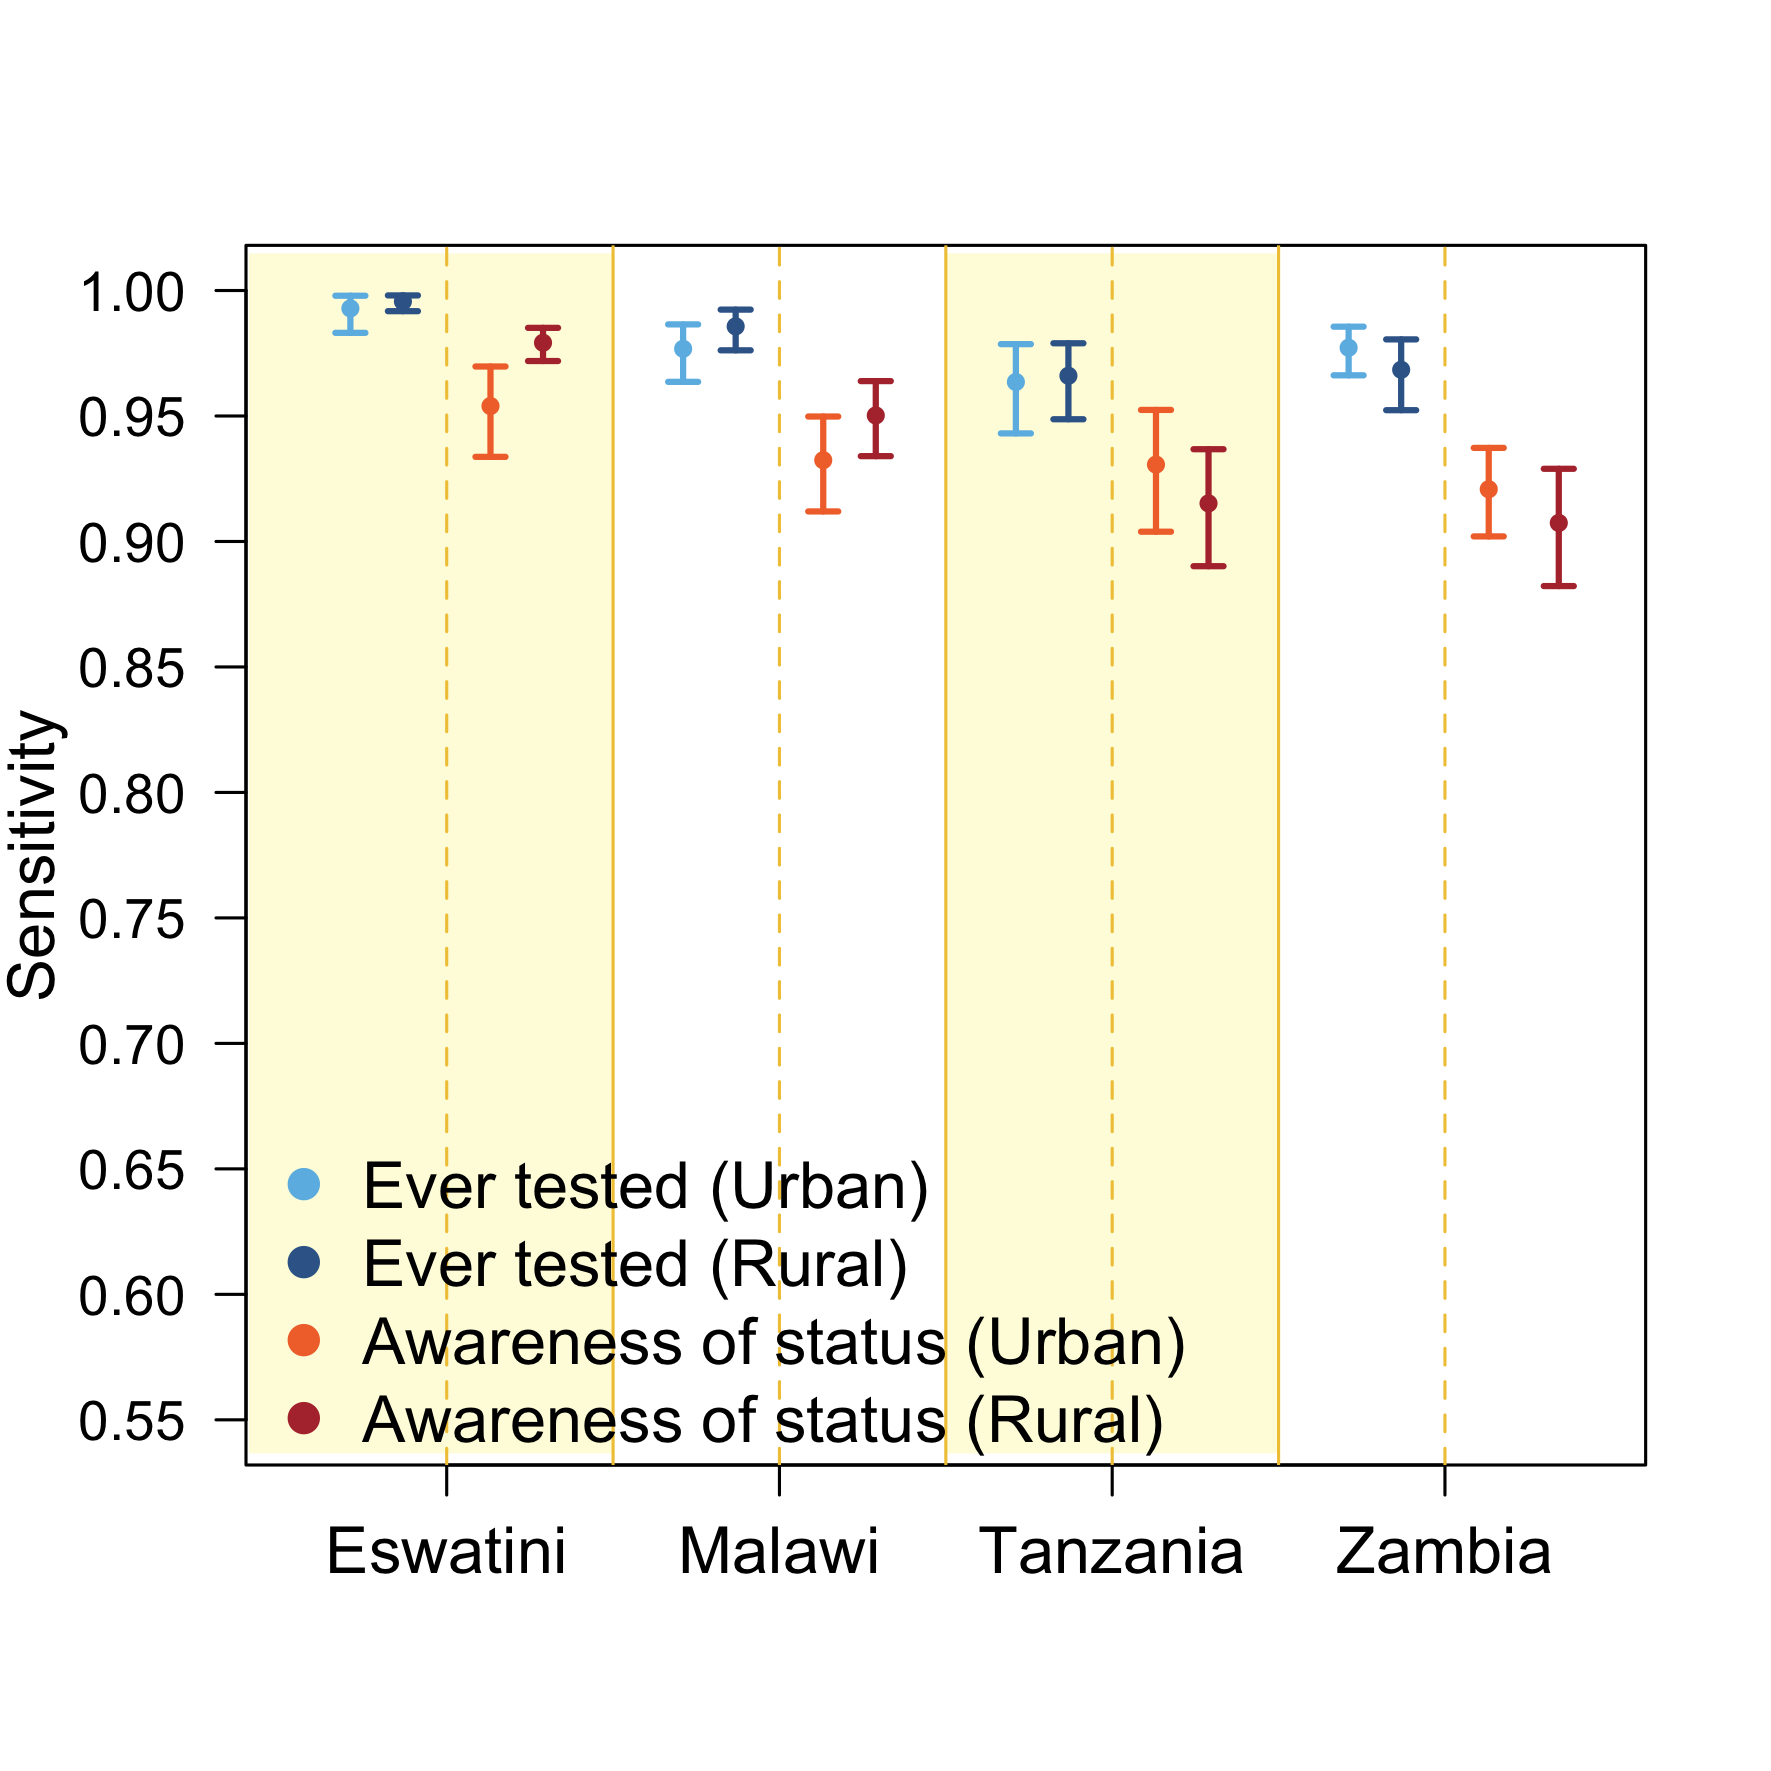 1.00
0.95
0.90
0.85
0.80
0.75
0.70
0.65
0.60
0.55
Sensitivity
Ever tested (Urban)
Ever tested (Rural)
Awareness of status (Urban)
Awareness of status (Rural)
Eswatini Malawi Tanzania Zambia